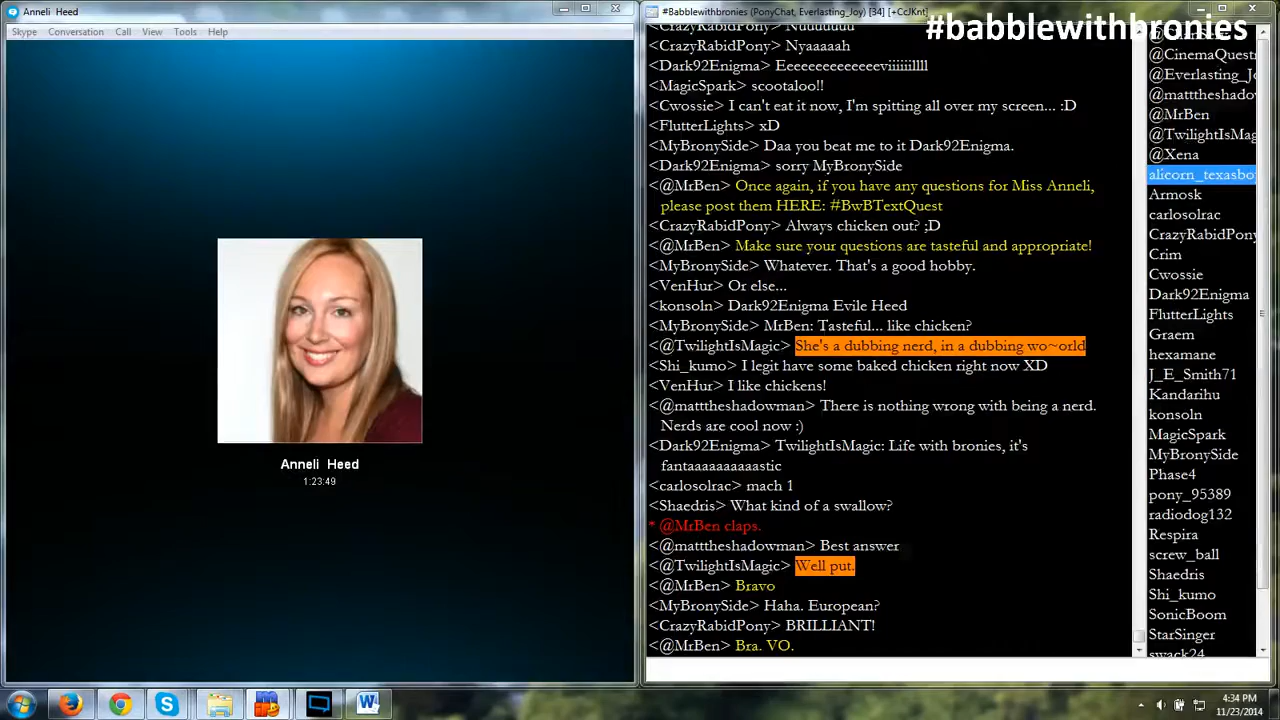 Anneli Heed
Skype Conversation Call View Tools Help
Anneli Heed
1:23:49
#Babblewithbronies (PonyChat, Everlasting_Joy) [34] [+CcJKnt]
#babblewithbronies
<CrazyRabidPony> Nuuuuuuu
<CrazyRabidPony> Nyaaaaah
<Dark92Enigma> Eeeeeeeeeeeeeviiiiiillll
<MagicSpark> scootaloo!!
<Cwossie> I can't eat it now, I'm spitting all over my screen... :D
<FlutterLights> xD
<MyBronySide> Daa you beat me to it Dark92Enigma.
<Dark92Enigma> sorry MyBronySide
<@MrBen> Once again, if you have any questions for Miss Anneli,
please post them HERE: #BwBTextQuest
<CrazyRabidPony> Always chicken out? ;D
<@MrBen> Make sure your questions are tasteful and appropriate!
<MyBronySide> Whatever. That's a good hobby.
<VenHur> Or else...
<konsoln> Dark92Enigma Evile Heed
<MyBronySide> MrBen: Tasteful... like chicken?
<@TwilightIsMagic> She's a dubbing nerd, in a dubbing wo~orld
<Shi_kumo> I legit have some baked chicken right now XD
<VenHur> I like chickens!
<@matttheshadowman> There is nothing wrong with being a nerd.
Nerds are cool now :)
<Dark92Enigma> TwilightIsMagic: Life with bronies, it's
fantaaaaaaaaastic
<carlosolrac> mach 1
<Shaedris> What kind of a swallow?
* @MrBen claps.
<@matttheshadowman> Best answer
<@TwilightIsMagic> Well put.
<@MrBen> Bravo
<MyBronySide> Haha. European?
<CrazyRabidPony> BRILLIANT!
<@MrBen> Bra. VO.
@CinemaQuest
@Everlasting_Jo
@matttheshadov
@MrBen
@TwilightIsMag
@Xena
alicorn_texasbo
Armosk
carlosolrac
CrazyRabidPony
Crim
Cwossie
Dark92Enigma
FlutterLights
Graem
hexamane
J_E_Smith71
Kandarihu
konsoln
MagicSpark
MyBronySide
Phase4
pony_95389
radiodog132
Respira
screw_ball
Shaedris
Shi_kumo
SonicBoom
StarSinger
swack24
4:34 PM
11/23/2014